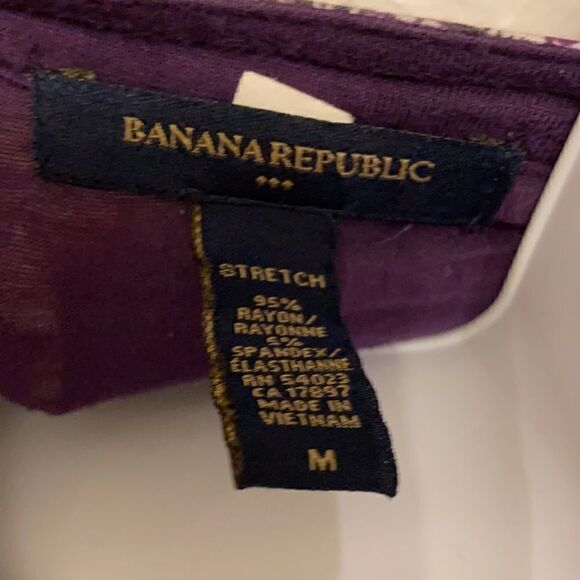 BANANA REPUBLIC
STRETCH
95%
RAYON/
RAYONNE
5%
SPANDEX/
ELASTHANNE
RN 54023
CA 17897
MADE IN
VIETNAM
M